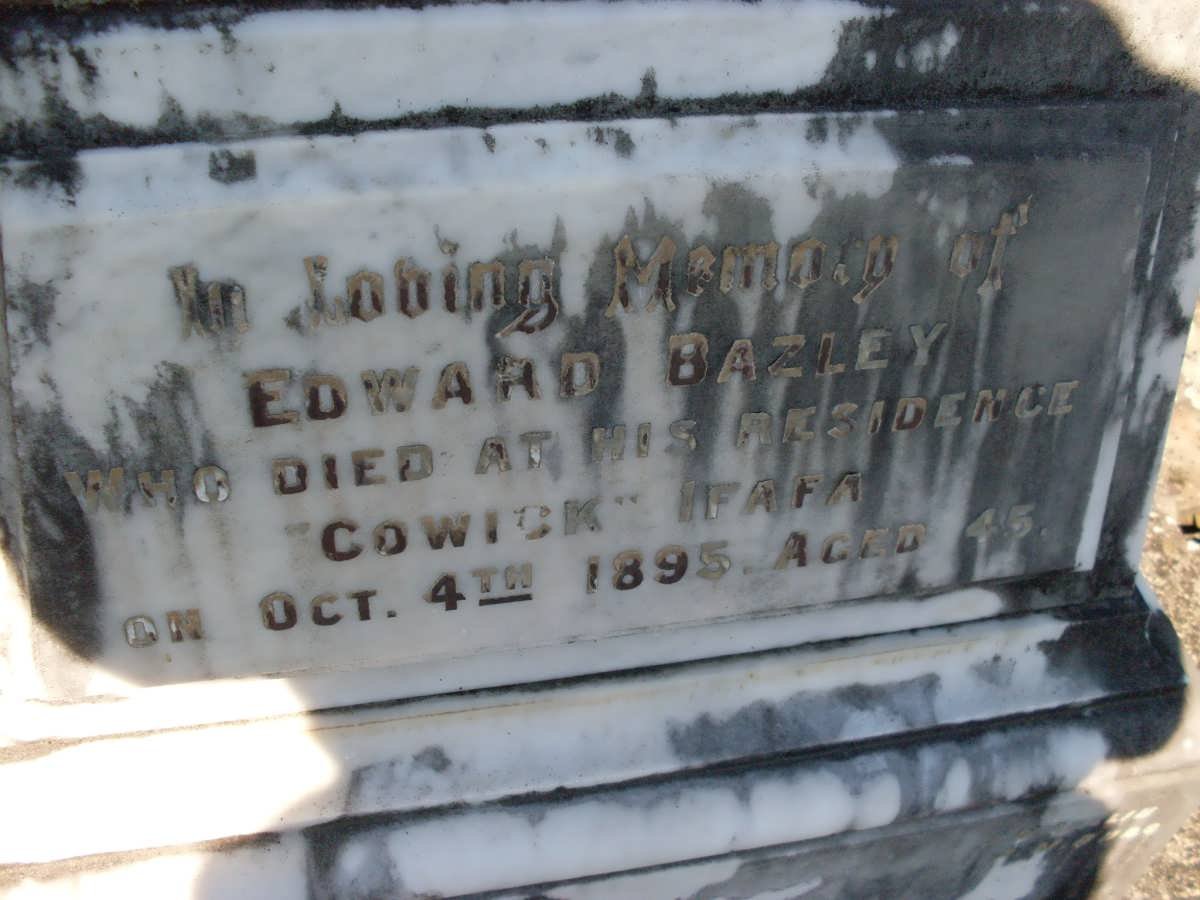 In Loving Memory of
EDWARD BAZLEY
WHO DIED AT HIS RESIDENCE
"COWICK" IFAFA
ON OCT. 4TH 1895. AGED 45.